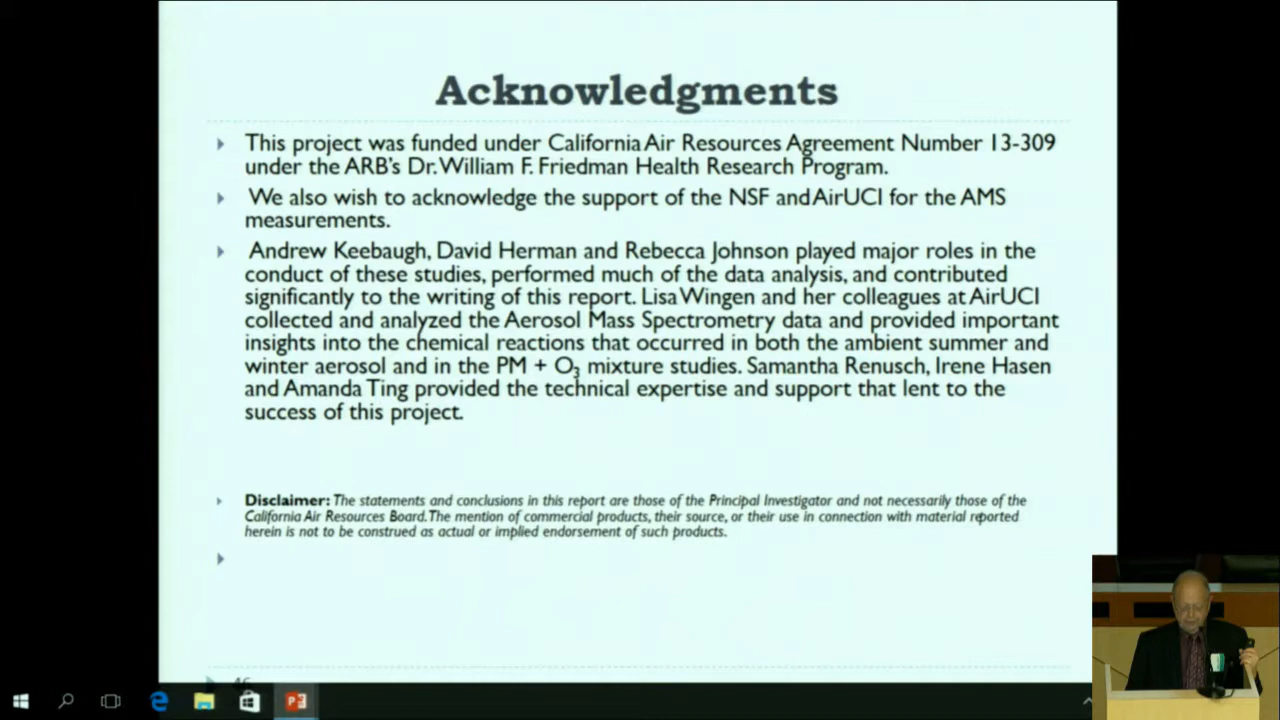 Acknowledgments
This project was funded under California Air Resources Agreement Number 13-309
under the ARB's Dr. William F. Friedman Health Research Program.
We also wish to acknowledge the support of the NSF and AirUCI for the AMS
measurements.
Andrew Keebaugh, David Herman and Rebecca Johnson played major roles in the
conduct of these studies, performed much of the data analysis, and contributed
significantly to the writing of this report. Lisa Wingen and her colleagues at AirUCI
collected and analyzed the Aerosol Mass Spectrometry data and provided important
insights into the chemical reactions that occurred in both the ambient summer and
winter aerosol and in the PM + O₃ mixture studies. Samantha Renusch, Irene Hasen
and Amanda Ting provided the technical expertise and support that lent to the
success of this project.
Disclaimer: The statements and conclusions in this report are those of the Principal Investigator and not necessarily those of the
California Air Resources Board. The mention of commercial products, their source, or their use in connection with material reported
herein is not to be construed as actual or implied endorsement of such products.